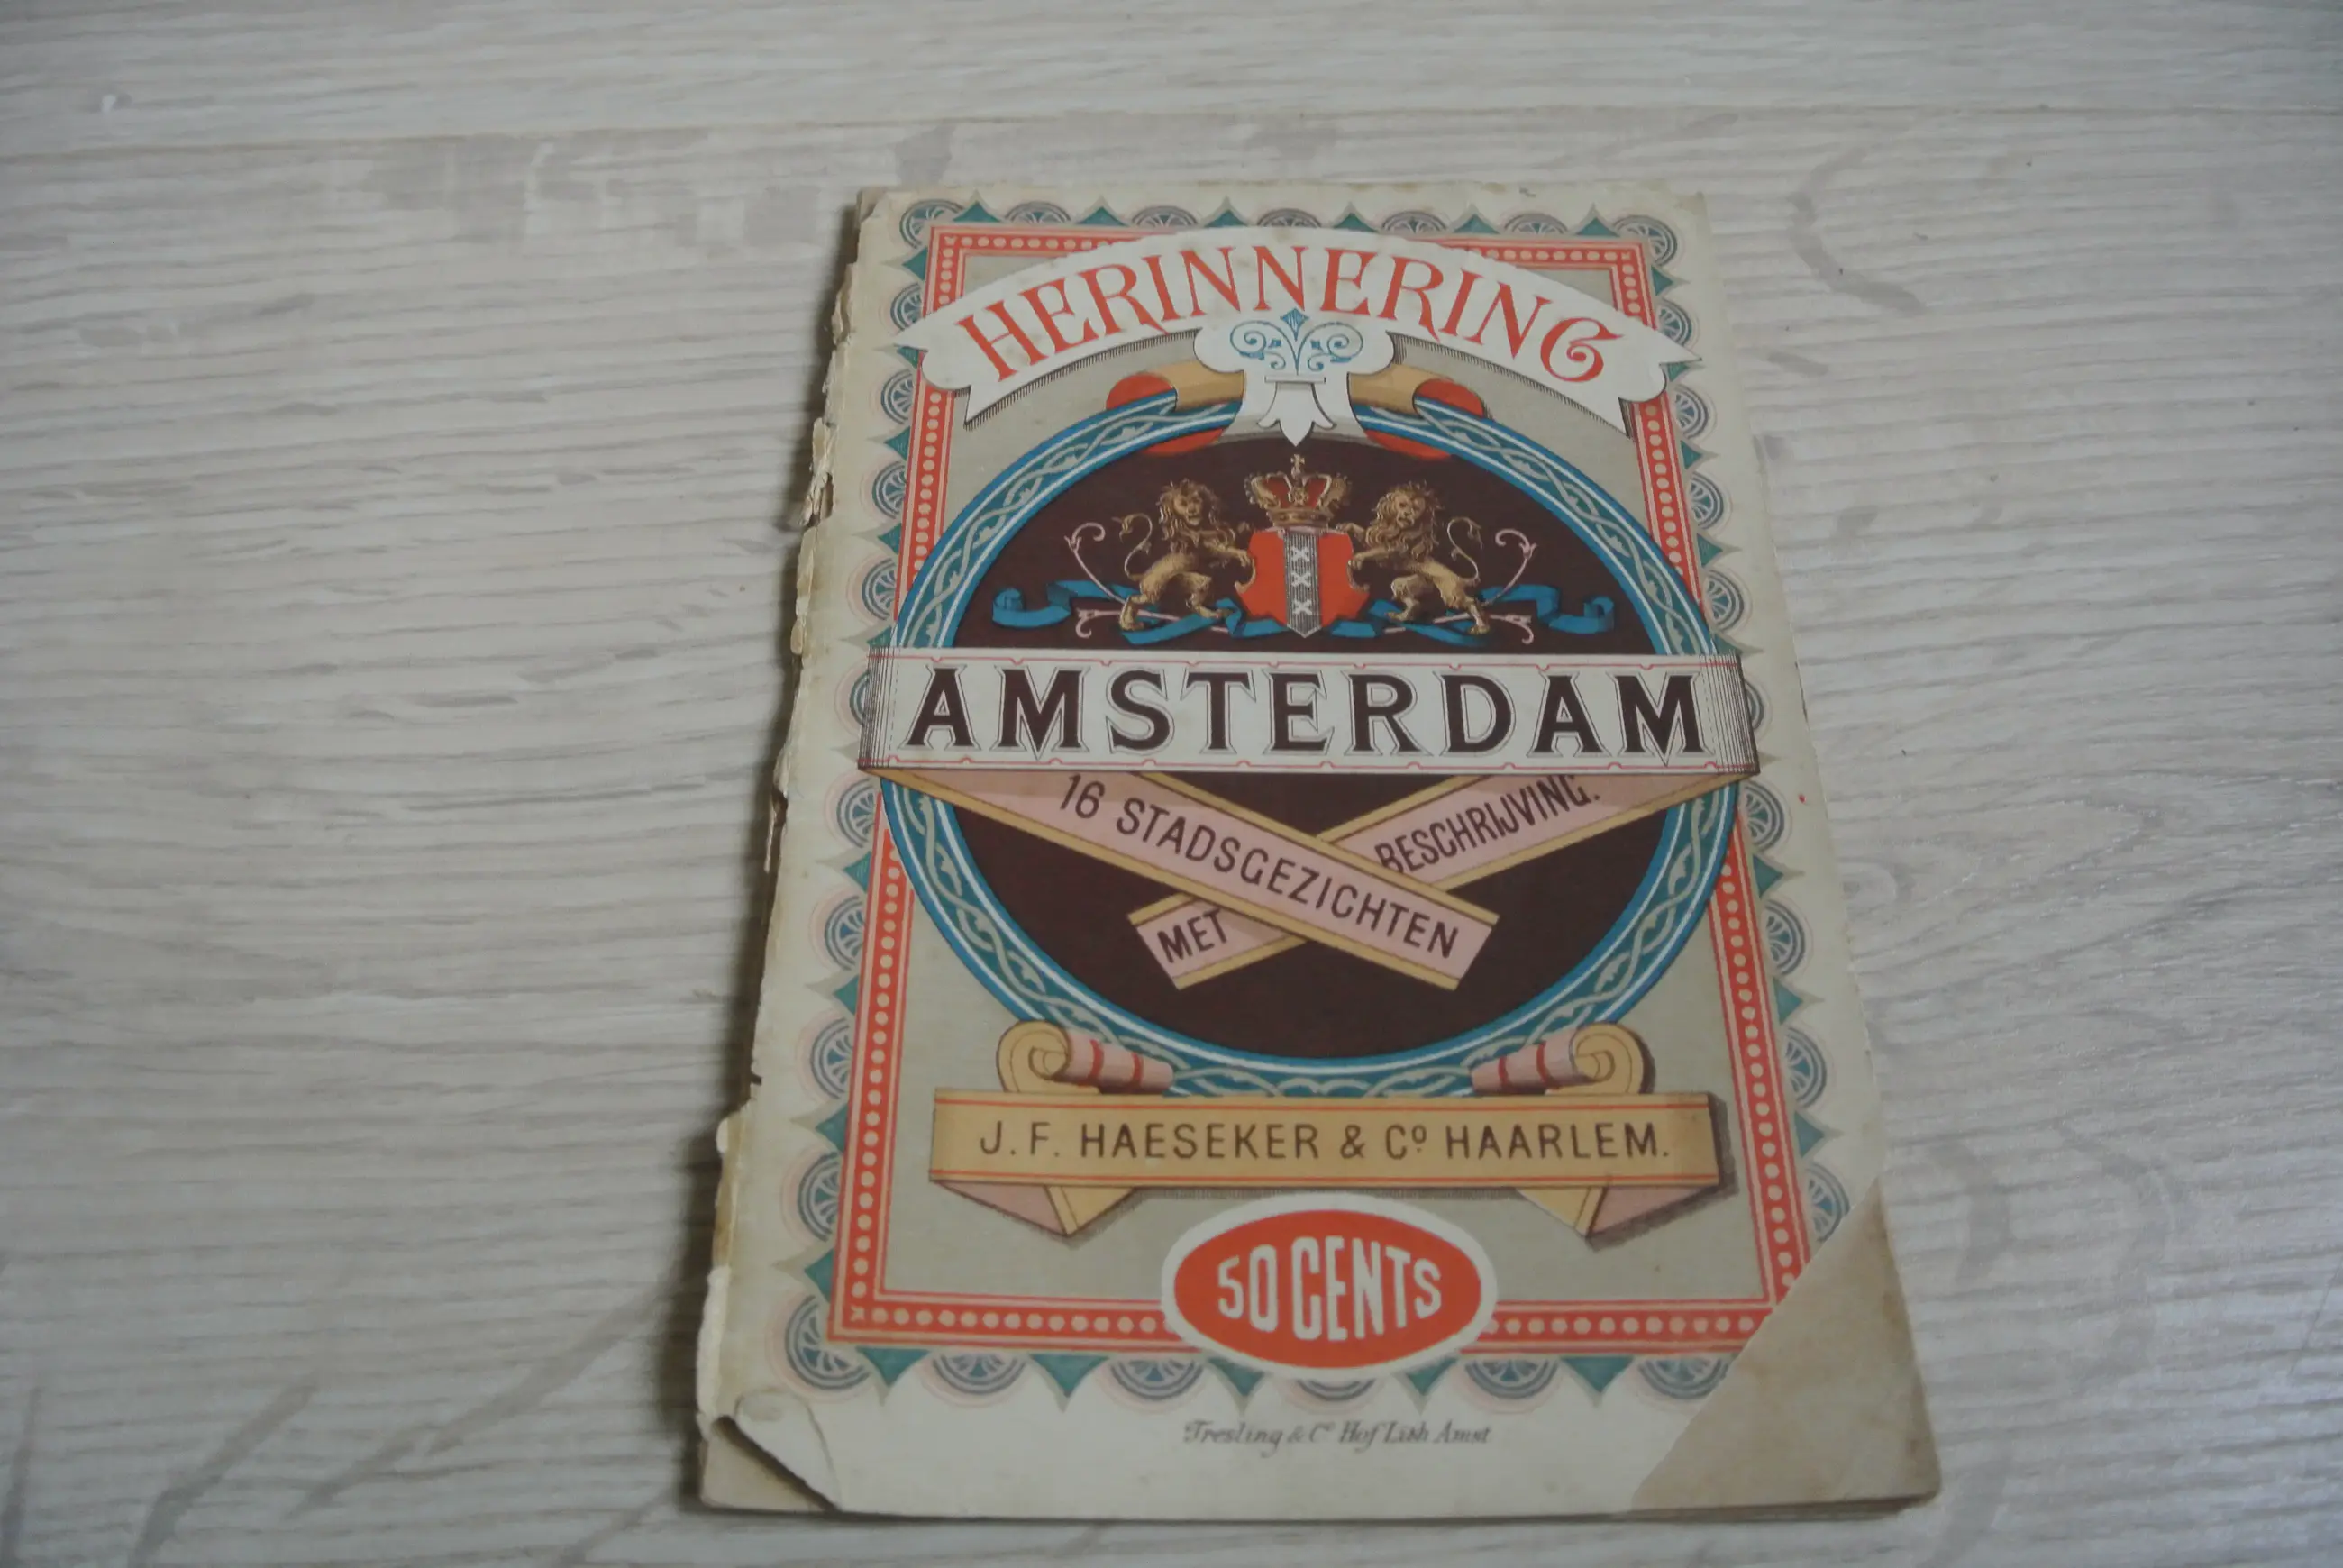 HERINNERING
AMSTERDAM
16 STADSGEZICHTEN
MET BESCHRIJVING.
J. F. HAESEKER & Cº HAARLEM.
50 CENTS
Tresling & Cº Hof Lith Amst